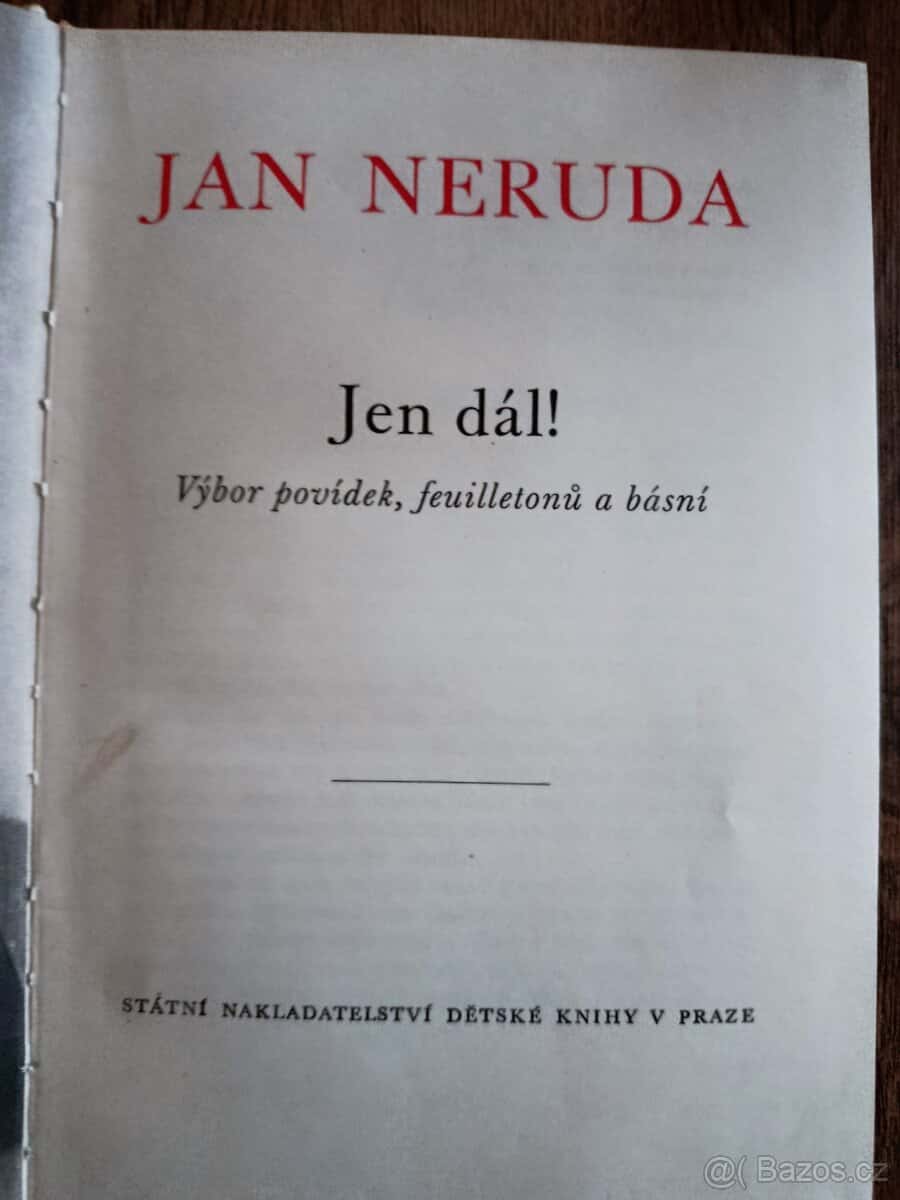 JAN NERUDA
Jen dál!
Výbor povídek, feuilletonů a básní
STÁTNÍ NAKLADATELSTVÍ DĚTSKÉ KNIHY V PRAZE
@( Bazos.cz